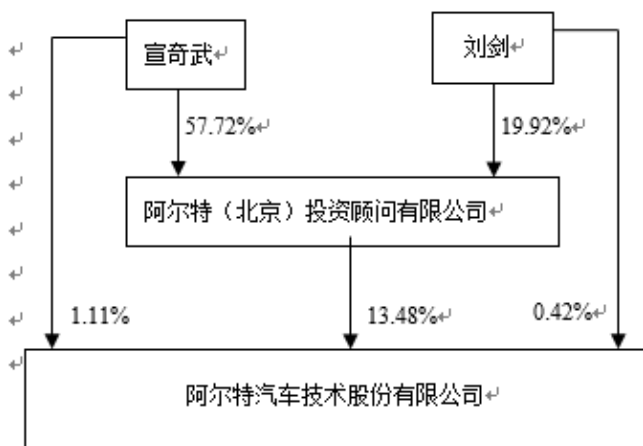 宣奇武
刘剑
57.72%
19.92%
阿尔特（北京）投资顾问有限公司
1.11%
13.48%
0.42%
阿尔特汽车技术股份有限公司